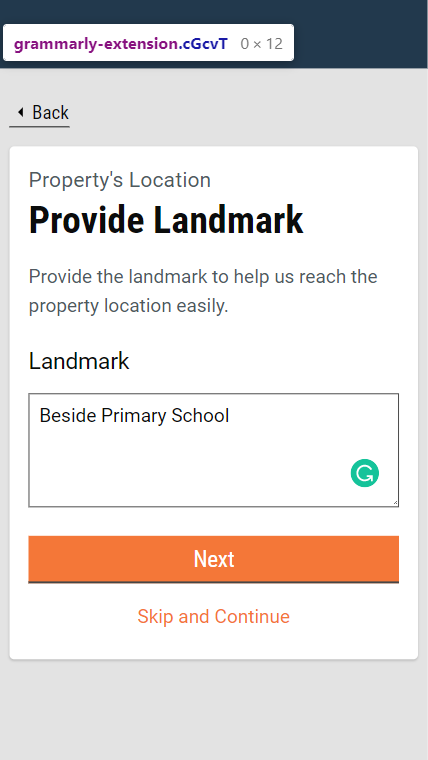 grammarly-extension.cGcvT 0 × 12
Back
Property's Location
Provide Landmark
Provide the landmark to help us reach the
property location easily.
Landmark
Beside Primary School
Next
Skip and Continue